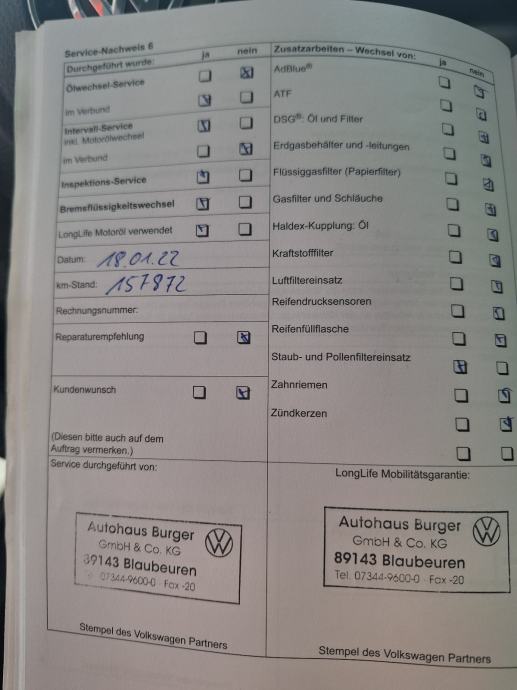 Service-Nachweis 6
Durchgeführt wurde: ja nein
Ölwechsel-Service
im Verbund
Intervall-Service
inkl. Motorölwechsel
im Verbund
Inspektions-Service
Bremsflüssigkeitswechsel
LongLife Motoröl verwendet
Datum: 18.01.22
km-Stand: 157872
Rechnungsnummer:
Reparaturempfehlung
Kundenwunsch
(Diesen bitte auch auf dem
Auftrag vermerken.)
Service durchgeführt von:
Autohaus Burger
GmbH & Co. KG
89143 Blaubeuren
Tel. 07344-9600-0 · Fax -20
Stempel des Volkswagen Partners
Zusatzarbeiten – Wechsel von: ja nein
AdBlue®
ATF
DSG®: Öl und Filter
Erdgasbehälter und -leitungen
Flüssiggasfilter (Papierfilter)
Gasfilter und Schläuche
Haldex-Kupplung: Öl
Kraftstofffilter
Luftfiltereinsatz
Reifendrucksensoren
Reifenfüllflasche
Staub- und Pollenfiltereinsatz
Zahnriemen
Zündkerzen
LongLife Mobilitätsgarantie:
Autohaus Burger
GmbH & Co. KG
89143 Blaubeuren
Tel. 07344-9600-0 · Fax -20
Stempel des Volkswagen Partners